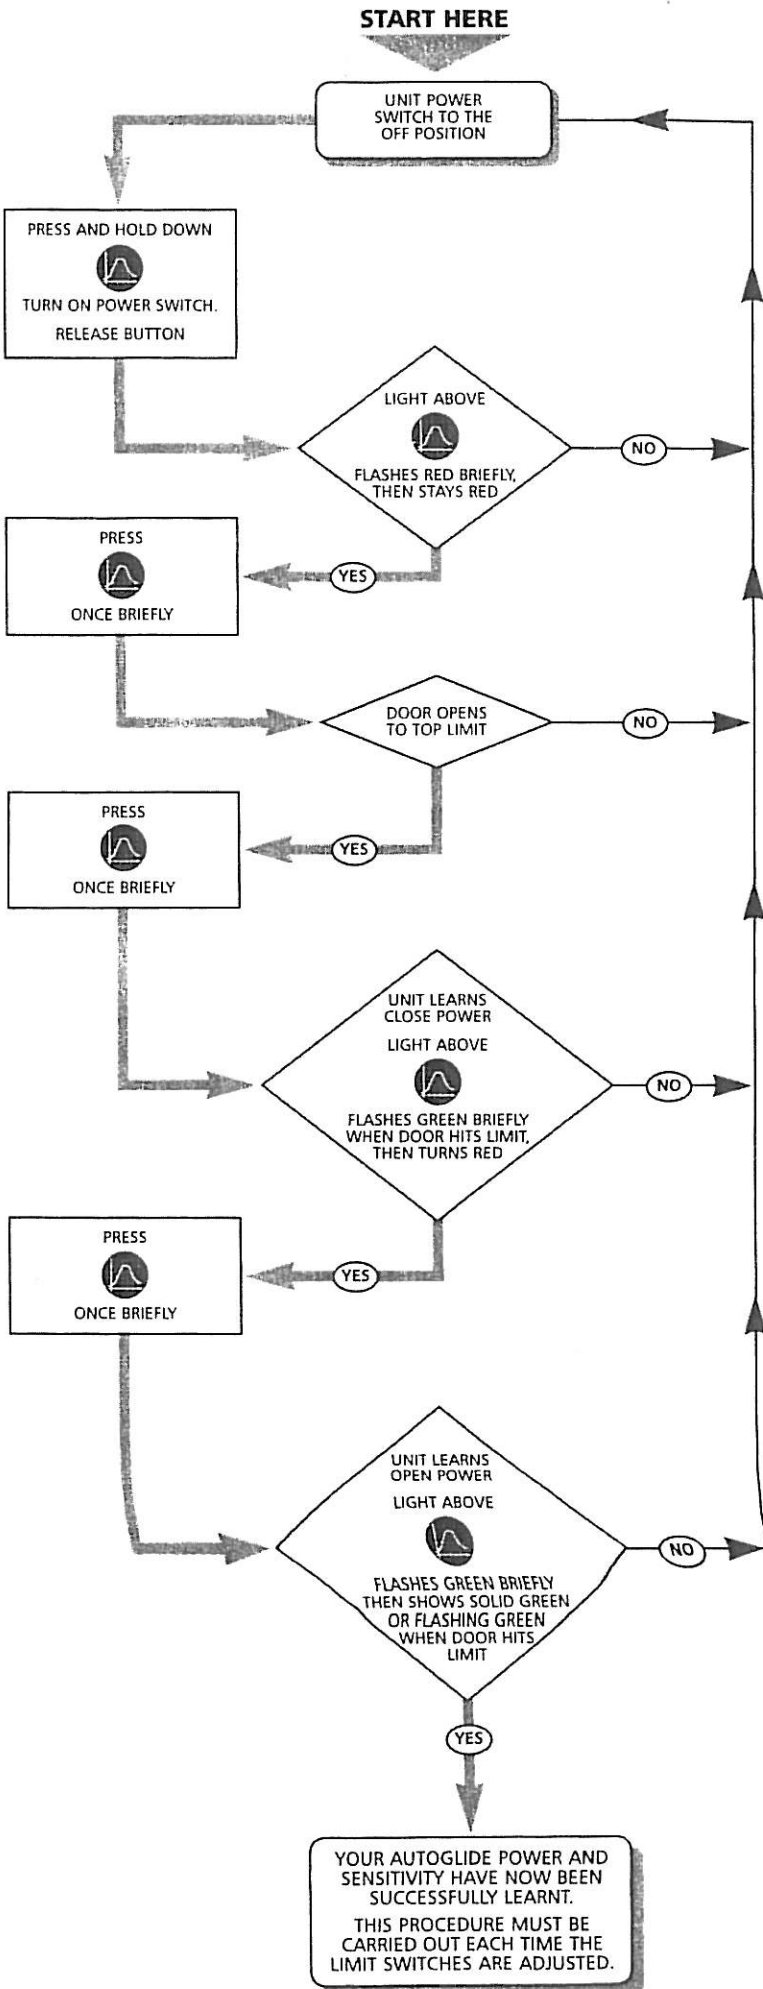 START HERE
UNIT POWER
SWITCH TO THE
OFF POSITION
PRESS AND HOLD DOWN
TURN ON POWER SWITCH.
RELEASE BUTTON
LIGHT ABOVE
FLASHES RED BRIEFLY,
THEN STAYS RED
NO
YES
PRESS
ONCE BRIEFLY
DOOR OPENS
TO TOP LIMIT
NO
YES
PRESS
ONCE BRIEFLY
UNIT LEARNS
CLOSE POWER
LIGHT ABOVE
FLASHES GREEN BRIEFLY
WHEN DOOR HITS LIMIT,
THEN TURNS RED
NO
YES
PRESS
ONCE BRIEFLY
UNIT LEARNS
OPEN POWER
LIGHT ABOVE
FLASHES GREEN BRIEFLY
THEN SHOWS SOLID GREEN
OR FLASHING GREEN
WHEN DOOR HITS
LIMIT
NO
YES
YOUR AUTOGLIDE POWER AND
SENSITIVITY HAVE NOW BEEN
SUCCESSFULLY LEARNT.
THIS PROCEDURE MUST BE
CARRIED OUT EACH TIME THE
LIMIT SWITCHES ARE ADJUSTED.